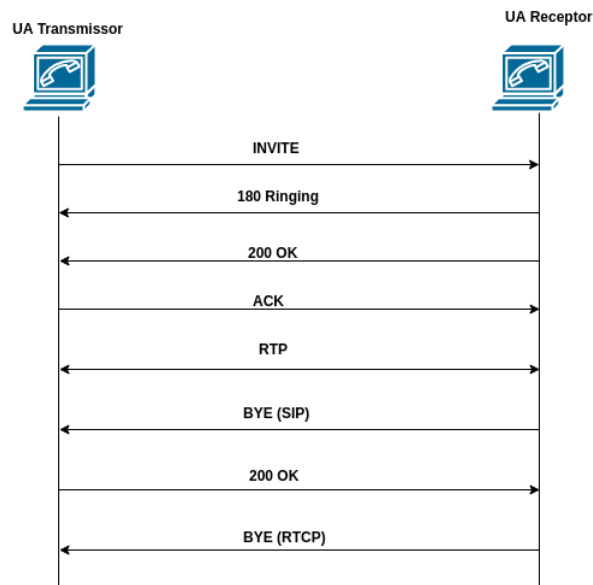 UA Transmissor
UA Receptor
INVITE
180 Ringing
200 OK
ACK
RTP
BYE (SIP)
200 OK
BYE (RTCP)